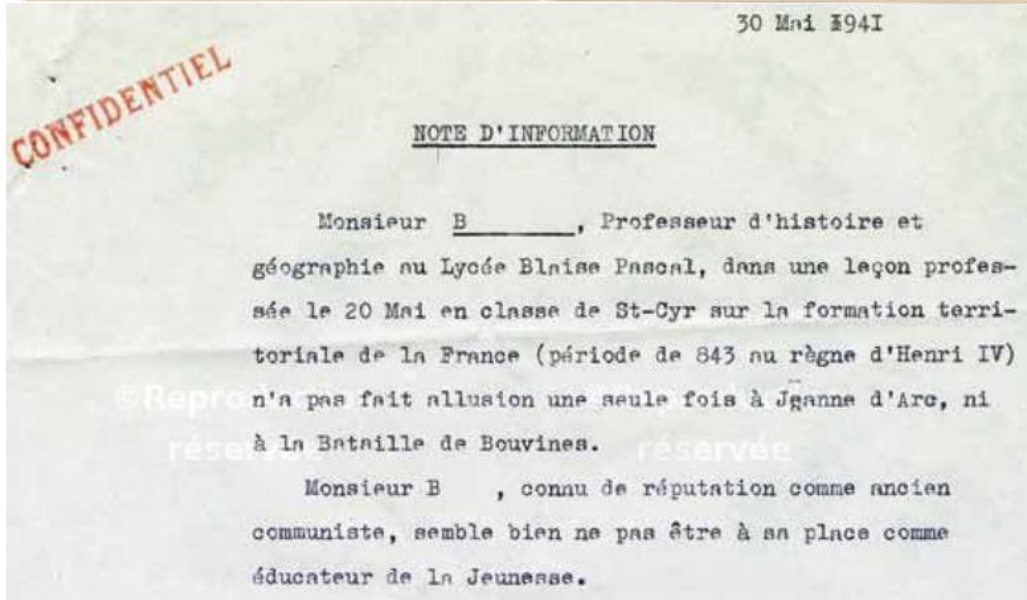 30 Mai 1941
CONFIDENTIEL
NOTE D'INFORMATION
Monsieur B , Professeur d'histoire et
géographie au Lycée Blaise Pascal, dans une leçon profes-
sée le 20 Mai en classe de St-Cyr sur la formation terri-
toriale de la France (période de 843 au règne d'Henri IV)
n'a pas fait allusion une seule fois à Jeanne d'Arc, ni
à la Bataille de Bouvines.
Monsieur B , connu de réputation comme ancien
communiste, semble bien ne pas être à sa place comme
éducateur de la Jeunesse.
réservée
réservée